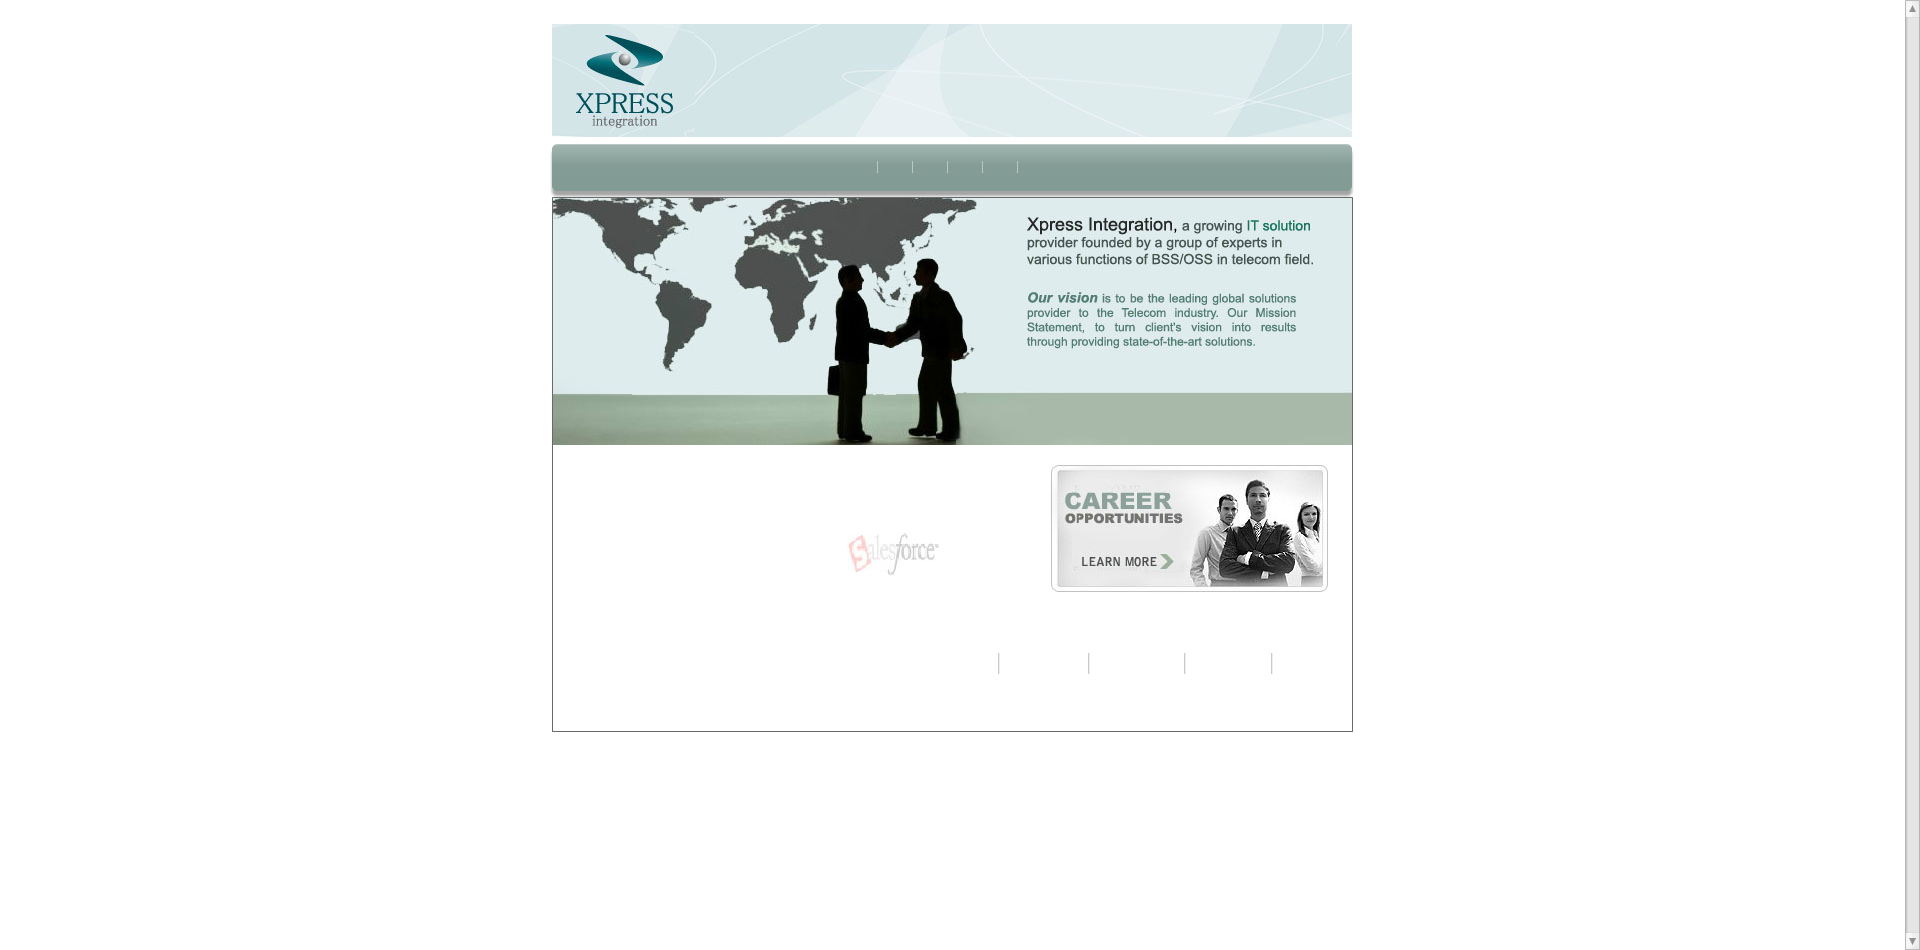 XPRESS
integration
Xpress Integration, a growing IT solution
provider founded by a group of experts in
various functions of BSS/OSS in telecom field.
Our vision is to be the leading global solutions
provider to the Telecom industry. Our Mission
Statement, to turn client's vision into results
through providing state-of-the-art solutions.
CAREER
OPPORTUNITIES
LEARN MORE
salesforce™